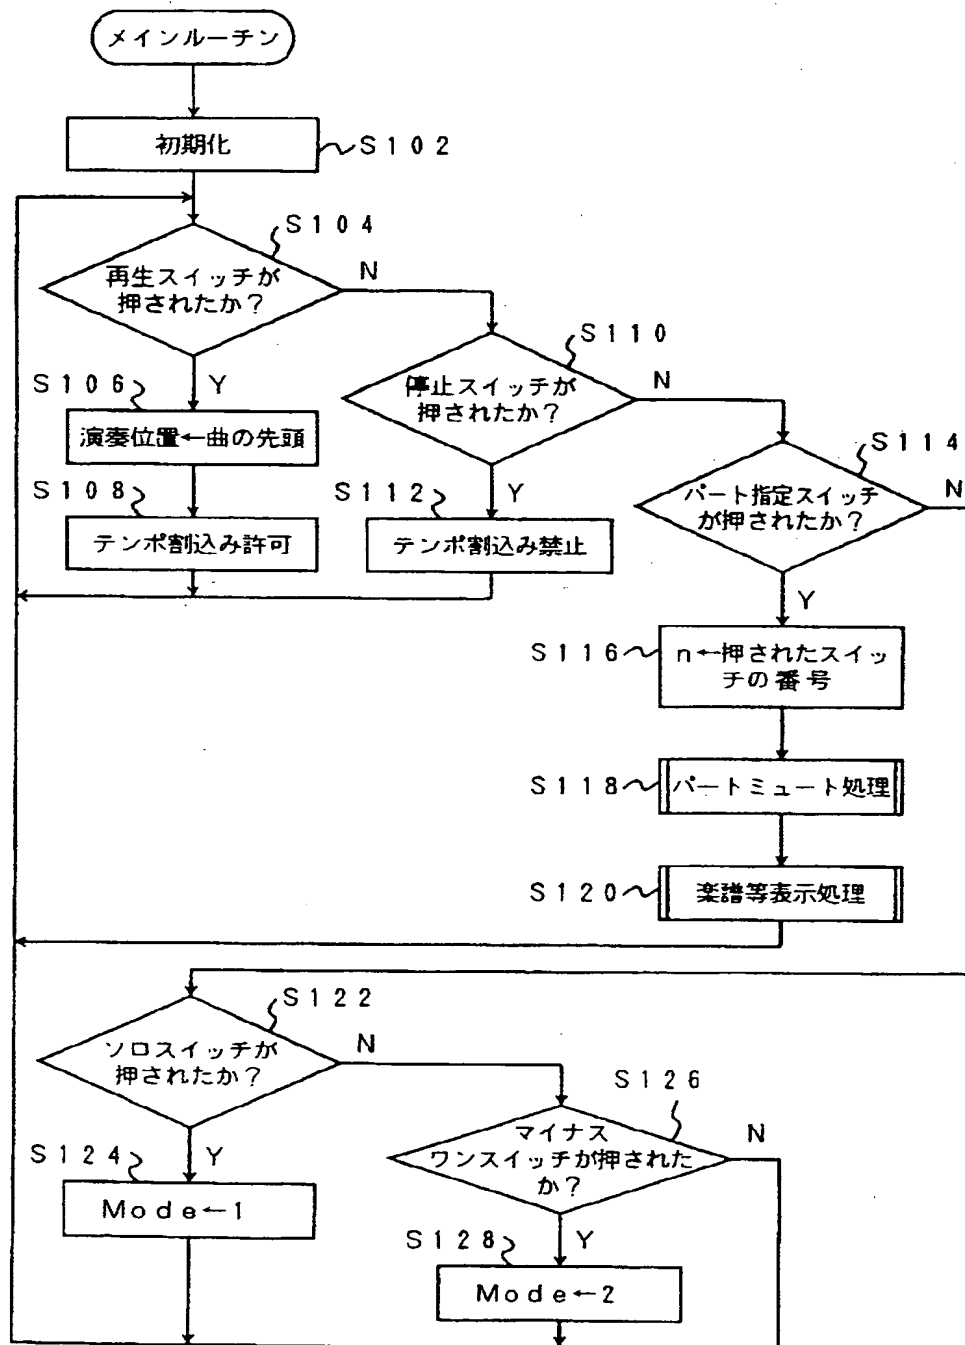 メインルーチン
初期化
S102
S104
再生スイッチが
押されたか？
N
S110
停止スイッチが
押されたか？
N
S106
Y
演奏位置←曲の先頭
S114
パート指定スイッチ
が押されたか？
N
S108
テンポ割込み許可
S112
Y
テンポ割込み禁止
Y
S116
n←押されたスイッ
チの番号
S118
パートミュート処理
S120
楽譜等表示処理
S122
ソロスイッチが
押されたか？
N
S126
マイナス
ワンスイッチが押された
か？
N
S124
Y
Mode←1
S128
Y
Mode←2